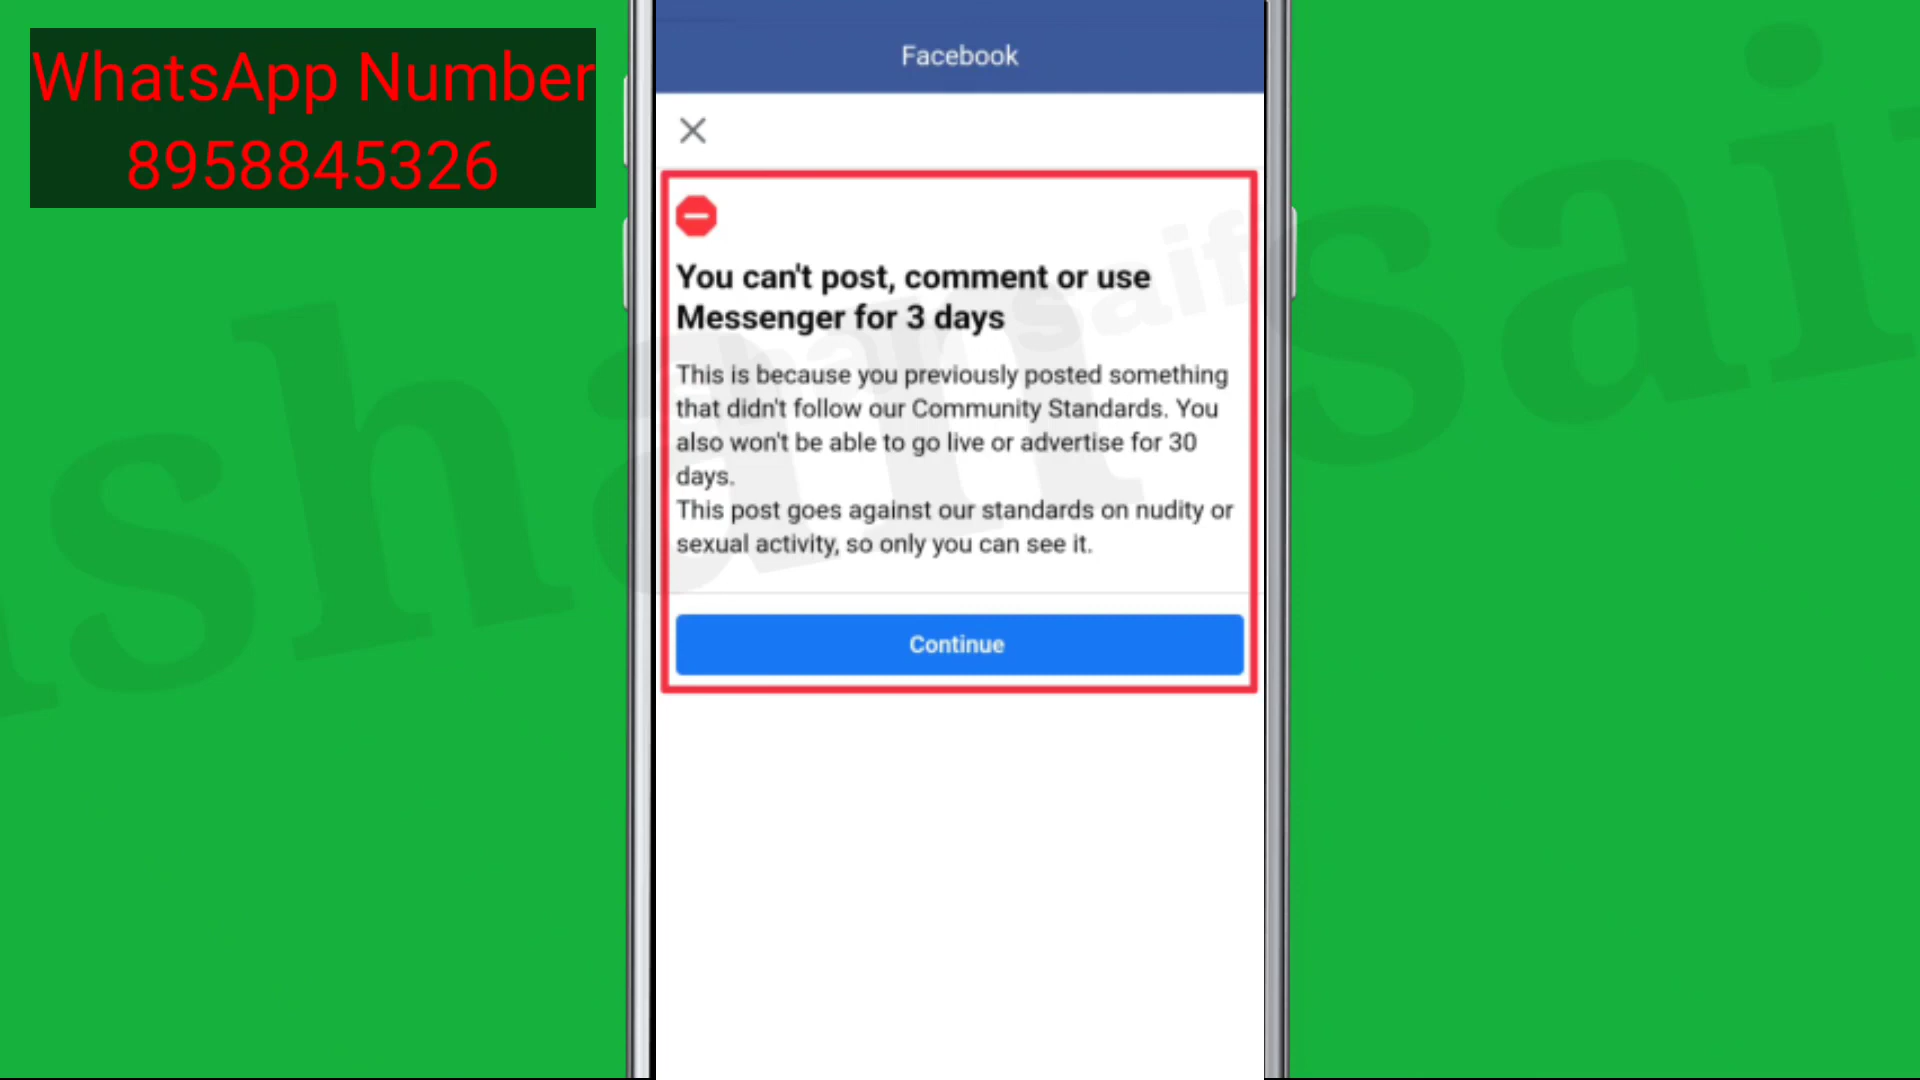 WhatsApp Number
8958845326
Facebook
You can't post, comment or use
Messenger for 3 days
This is because you previously posted something
that didn't follow our Community Standards. You
also won't be able to go live or advertise for 30
days.
This post goes against our standards on nudity or
sexual activity, so only you can see it.
Continue